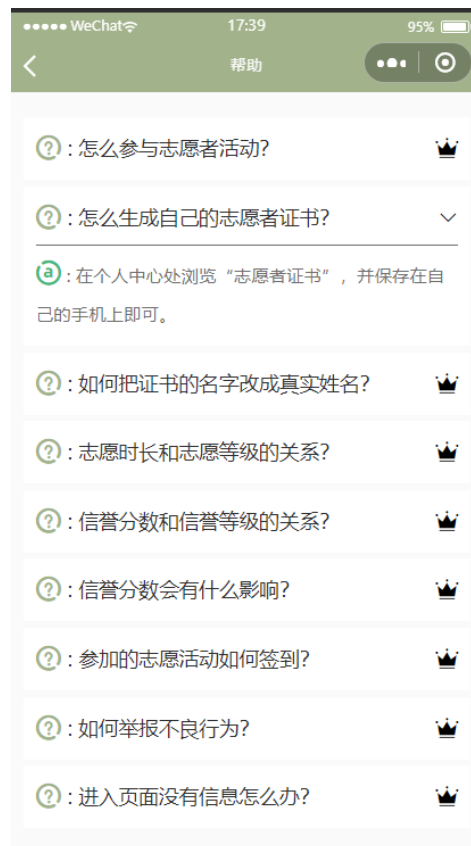 WeChat 17:39 95%
帮助
? : 怎么参与志愿者活动?
? : 怎么生成自己的志愿者证书?
a : 在个人中心处浏览“志愿者证书”，并保存在自
己的手机上即可。
? : 如何把证书的名字改成真实姓名?
? : 志愿时长和志愿等级的关系?
? : 信誉分数和信誉等级的关系?
? : 信誉分数会有什么影响?
? : 参加的志愿活动如何签到?
? : 如何举报不良行为?
? : 进入页面没有信息怎么办?